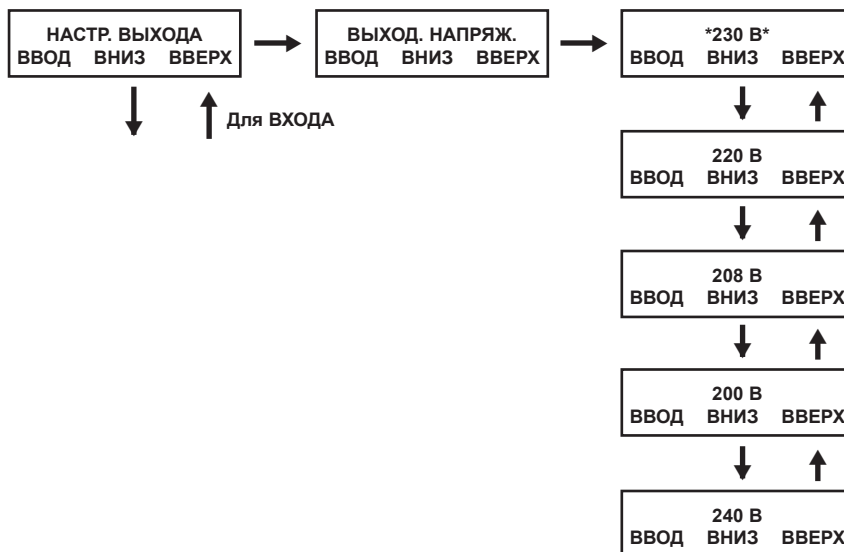 НАСТР. ВЫХОДА
ВВОД ВНИЗ ВВЕРХ
ВЫХОД. НАПРЯЖ.
ВВОД ВНИЗ ВВЕРХ
*230 В*
ВВОД ВНИЗ ВВЕРХ
Для ВХОДА
220 В
ВВОД ВНИЗ ВВЕРХ
208 В
ВВОД ВНИЗ ВВЕРХ
200 В
ВВОД ВНИЗ ВВЕРХ
240 В
ВВОД ВНИЗ ВВЕРХ